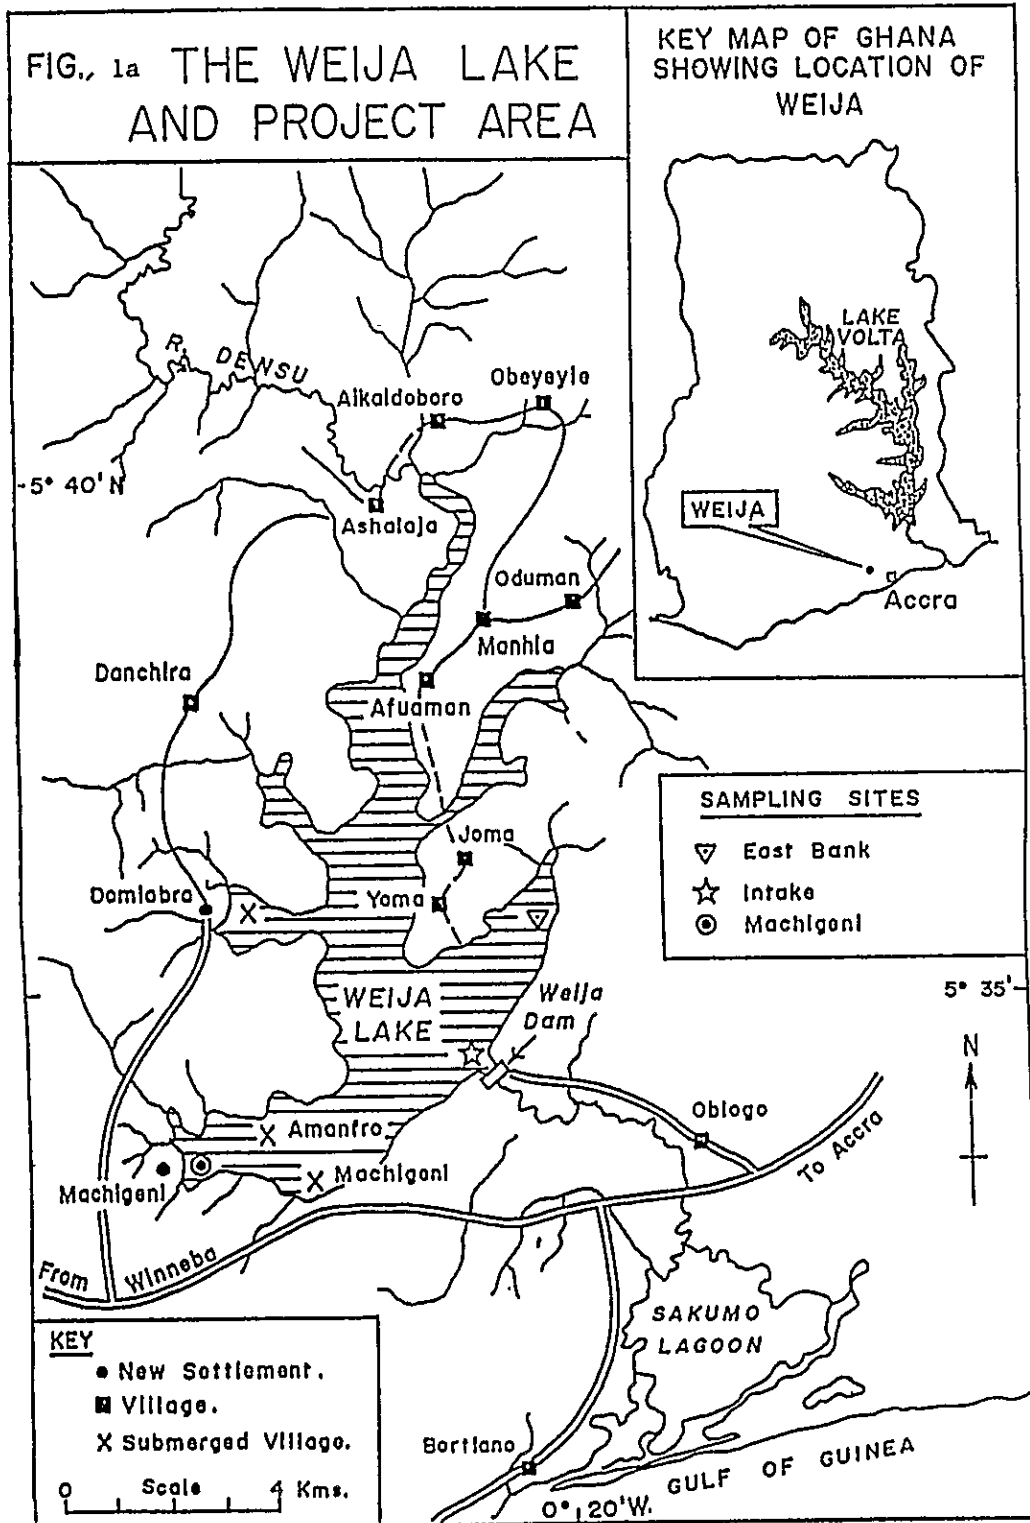 FIG., 1a THE WEIJA LAKE
AND PROJECT AREA
KEY MAP OF GHANA
SHOWING LOCATION OF
WEIJA
LAKE
VOLTA
WEIJA
Accra
R. DENSU
Aikaidoboro
Obeyeyie
5° 40' N
Ashalaja
Oduman
Manhia
Danchira
Afuaman
SAMPLING SITES
East Bank
Intake
Machigeni
Joma
Domiabra
X
Yoma
WEIJA
LAKE
Weija
Dam
5° 35'
N
Oblogo
X Amanfro
X Machigeni
Machigeni
To Accra
From Winneba
SAKUMO
LAGOON
KEY
New Settlement.
Village.
X Submerged Village.
0 Scale 4 Kms.
Bortiano
GULF OF GUINEA
0° 20'W.